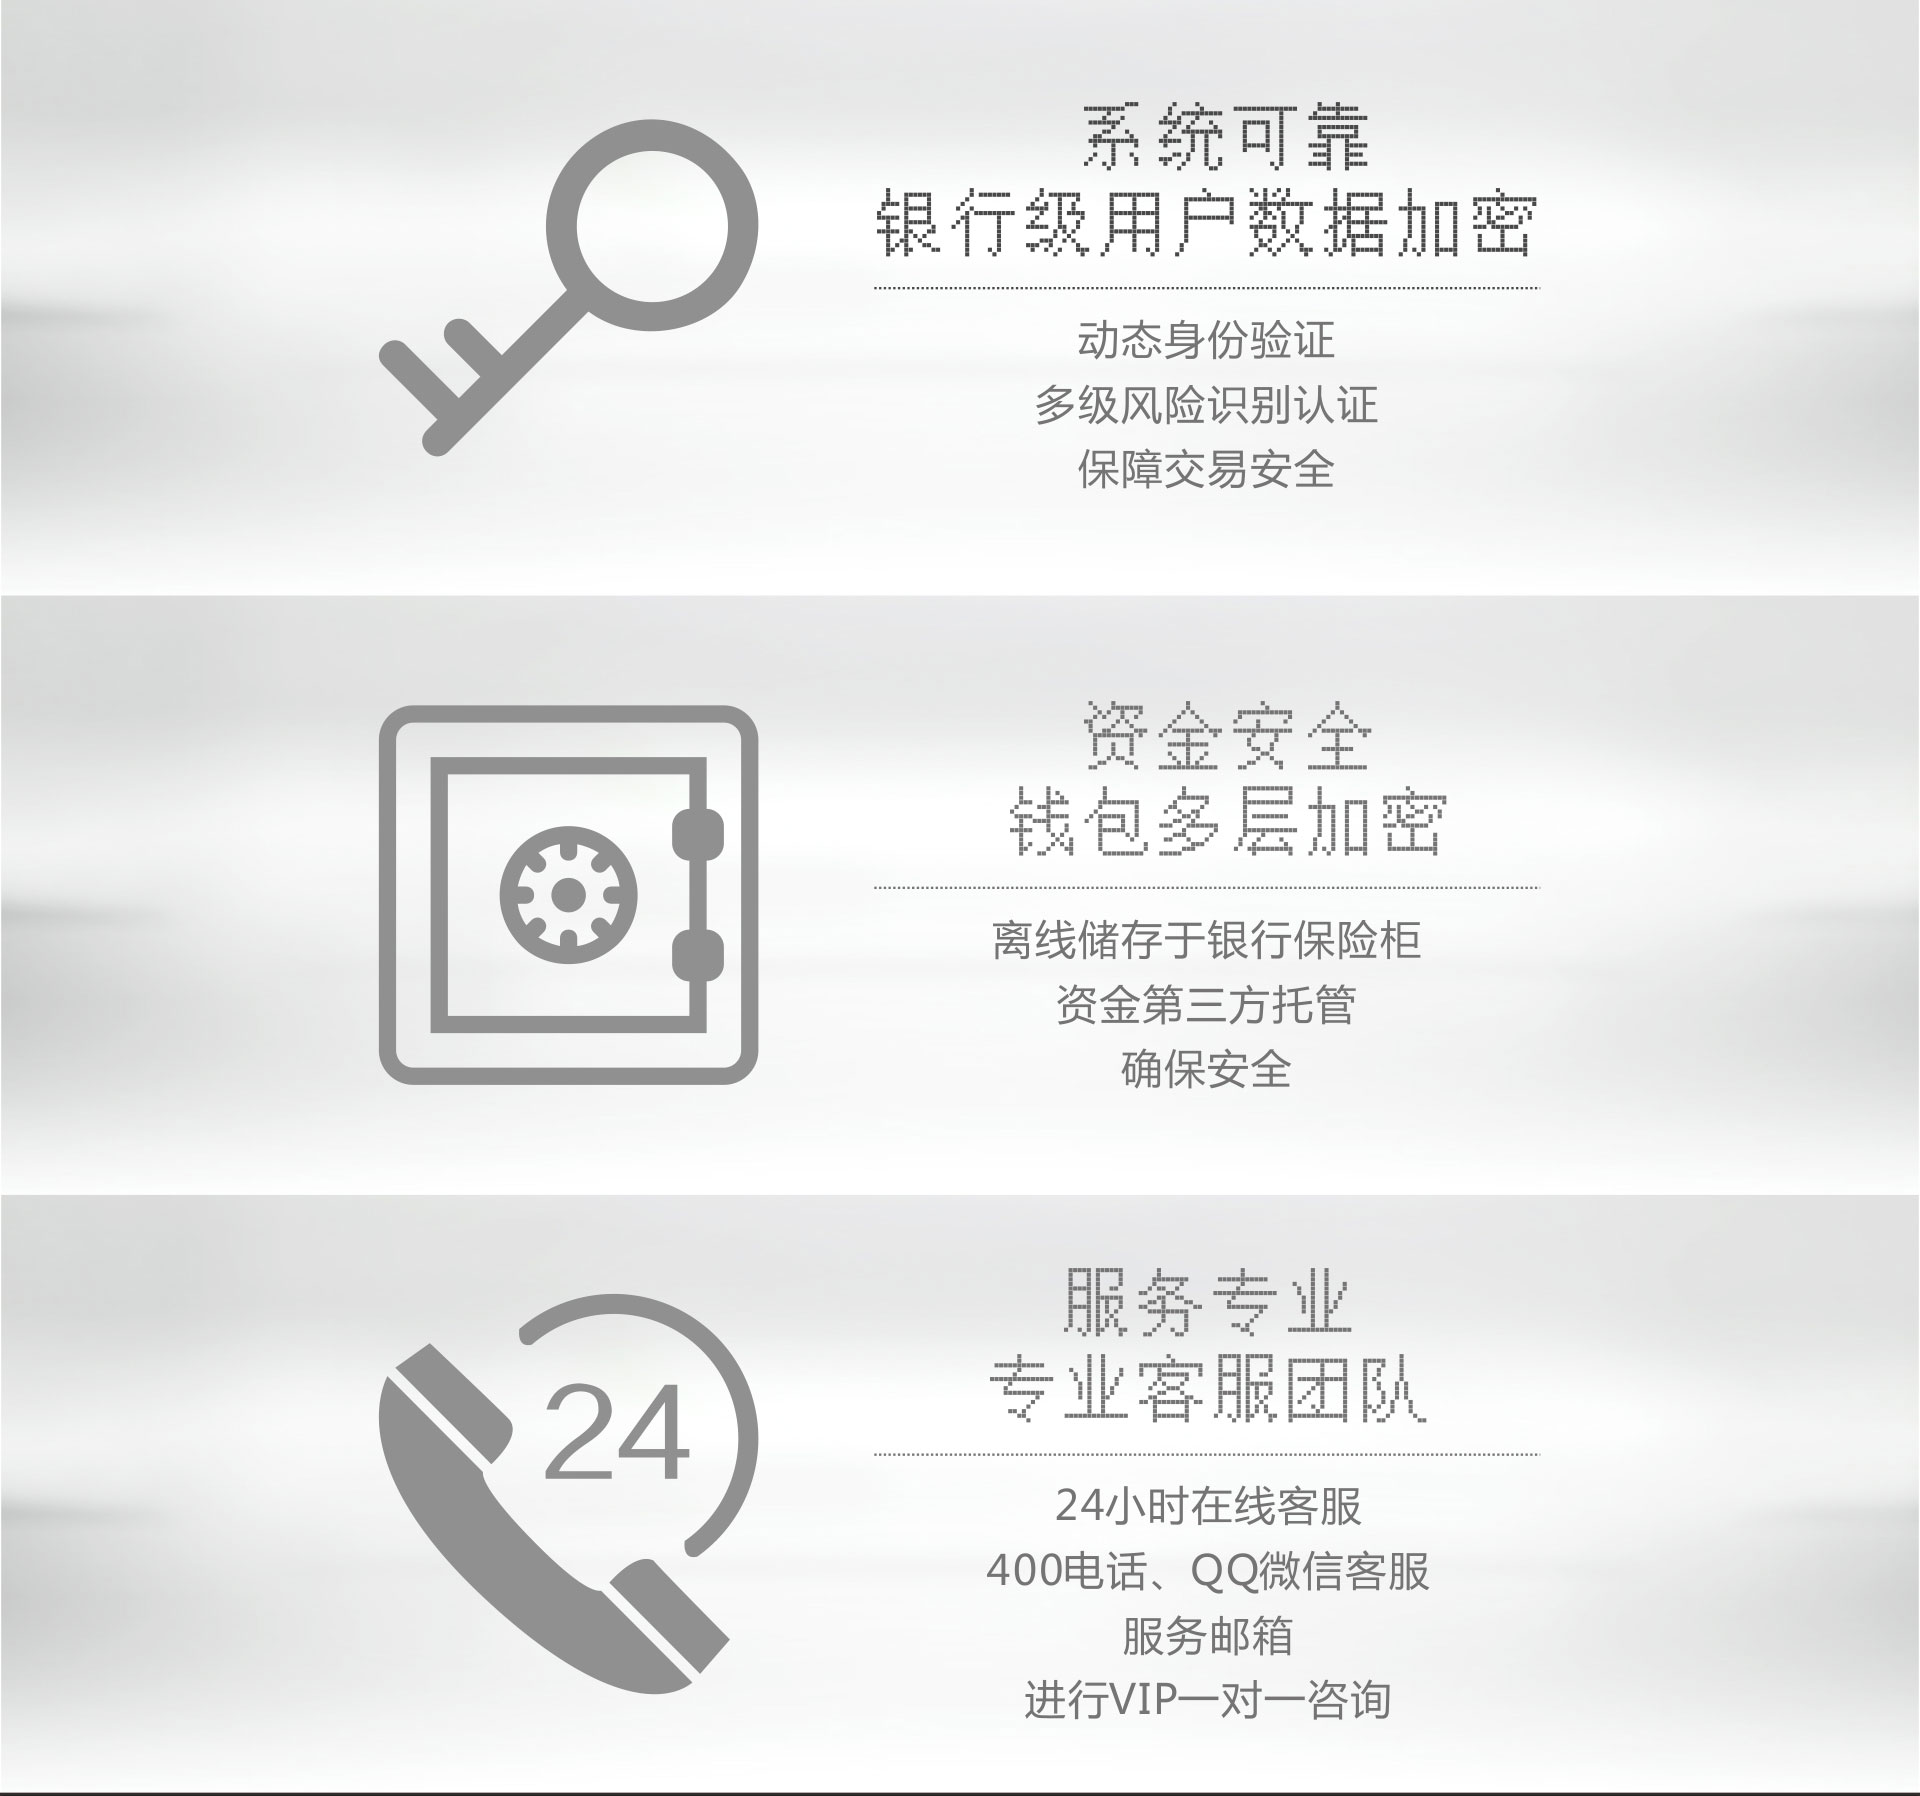 系统可靠
银行级用户数据加密
动态身份验证
多级风险识别认证
保障交易安全
资金安全
钱包多层加密
离线储存于银行保险柜
资金第三方托管
确保安全
24
服务专业
专业客服团队
24小时在线客服
400电话、QQ微信客服
服务邮箱
进行VIP一对一咨询